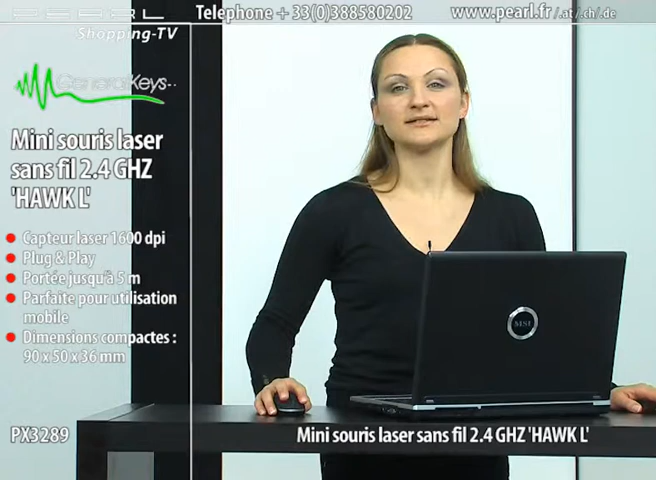 PEARL
Telephone + 33(0)388580202
www.pearl.fr /.at /.ch/ .de
Shopping-TV
GeneralKeys
Mini souris laser
sans fil 2.4 GHZ
'HAWK L'
Capteur laser 1600 dpi
Plug & Play
Portée jusqu'à 5 m
Parfaite pour utilisation
mobile
Dimensions compactes :
90 x 50 x 36 mm
msi
PX3289
Mini souris laser sans fil 2.4 GHZ 'HAWK L'